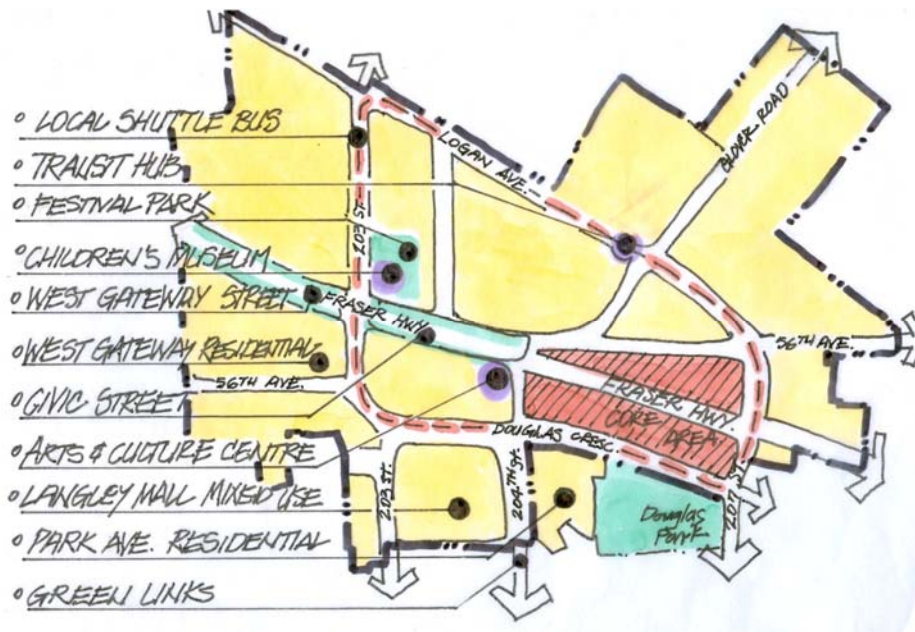 LOCAL SHUTTLE BUS
TRANSIT HUB
FESTIVAL PARK
CHILDREN'S MUSEUM
WEST GATEWAY STREET
WEST GATEWAY RESIDENTIAL
CIVIC STREET
ARTS & CULTURE CENTRE
LANGLEY MALL MIXED USE
PARK AVE. RESIDENTIAL
GREEN LINKS
LOGAN AVE.
GLOVER ROAD
203 ST.
FRASER HWY.
56TH AVE.
56TH AVE.
FRASER HWY.
CORE AREA
DOUGLAS CRESC.
203 ST.
204TH ST.
207 ST.
Douglas
Park